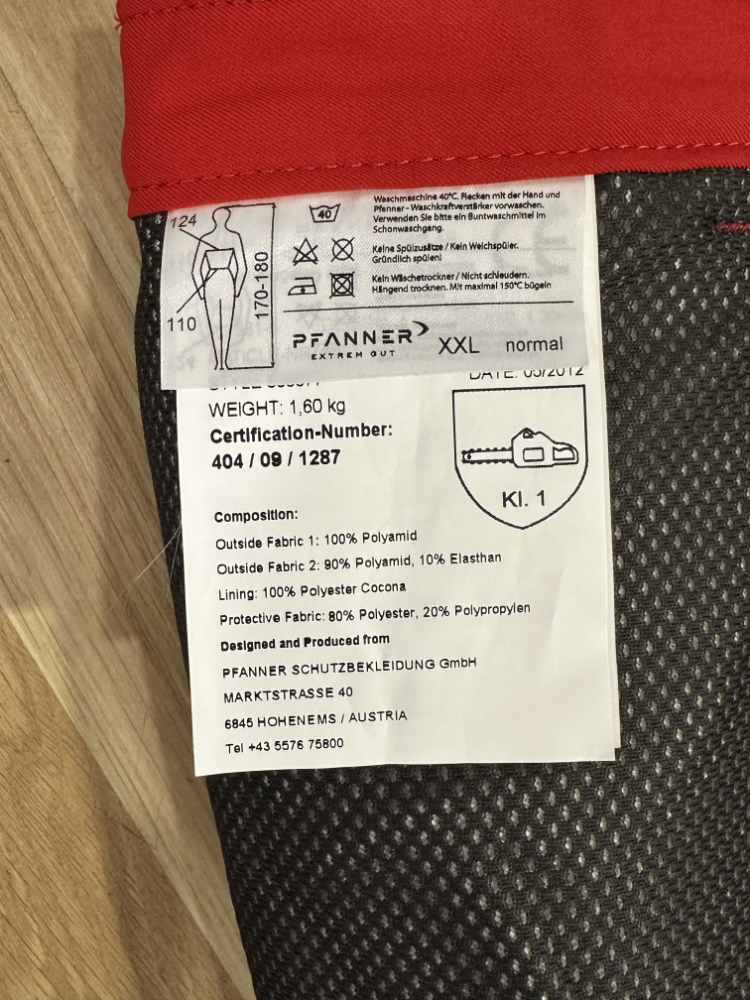 124
170-180
110
40
Waschmaschine 40°C. Flecken mit der Hand und
Pfanner - Waschkraftverstärker vorwaschen.
Verwenden Sie bitte ein Buntwaschmittel im
Schonwaschgang.
Keine Spülzusätze / Kein Weichspüler.
Gründlich spülen!
Kein Wäschetrockner / Nicht schleudern.
Hängend trocknen. Mit maximal 150°C bügeln
PFANNER
EXTREM OUT
XXL normal
DATE: 05/2012
WEIGHT: 1,60 kg
Certification-Number:
404 / 09 / 1287
Kl. 1
Composition:
Outside Fabric 1: 100% Polyamid
Outside Fabric 2: 90% Polyamid, 10% Elasthan
Lining: 100% Polyester Cocona
Protective Fabric: 80% Polyester, 20% Polypropylen
Designed and Produced from
PFANNER SCHUTZBEKLEIDUNG GmbH
MARKTSTRASSE 40
6845 HOHENEMS / AUSTRIA
Tel +43 5576 75800